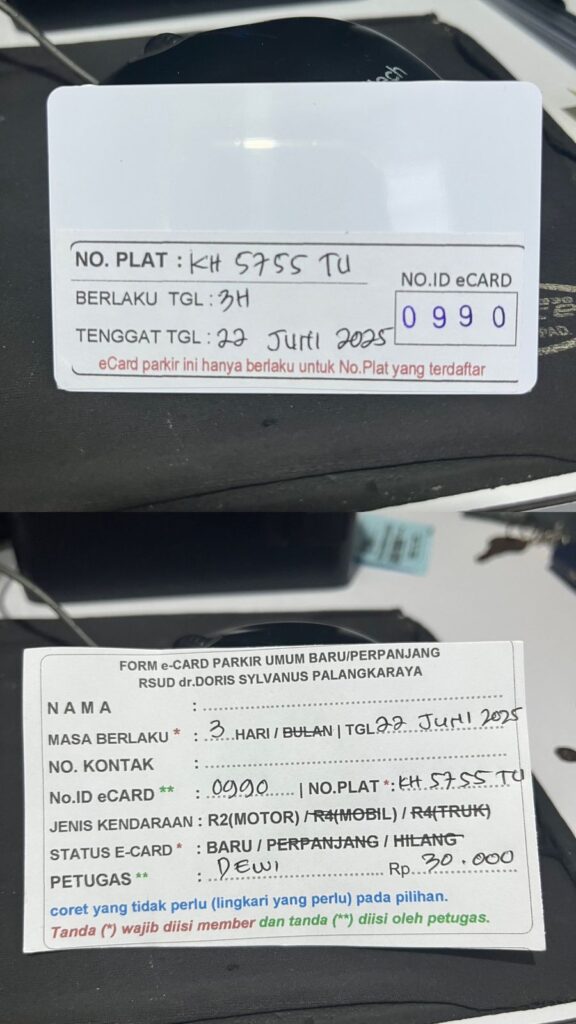 ech
NO. PLAT : KH 5755 TU
BERLAKU TGL : 3H
NO.ID eCARD
0990
TENGGAT TGL : 22 Juni 2025
eCard parkir ini hanya berlaku untuk No.Plat yang terdaftar
PAD.
FORM e-CARD PARKIR UMUM BARU/PERPANJANG
RSUD dr.DORIS SYLVANUS PALANGKARAYA
NAMA :
MASA BERLAKU * : 3 HARI / BULAN | TGL 22 Juni 2025
NO. KONTAK :
No.ID eCARD ** : 0990 | NO.PLAT * : KH 5755 TU
JENIS KENDARAAN : R2(MOTOR) / R4(MOBIL) / R4(TRUK)
STATUS E-CARD * : BARU / PERPANJANG / HILANG
PETUGAS ** : DEWI Rp. 30.000
coret yang tidak perlu (lingkari yang perlu) pada pilihan.
Tanda (*) wajib diisi member dan tanda (**) diisi oleh petugas.